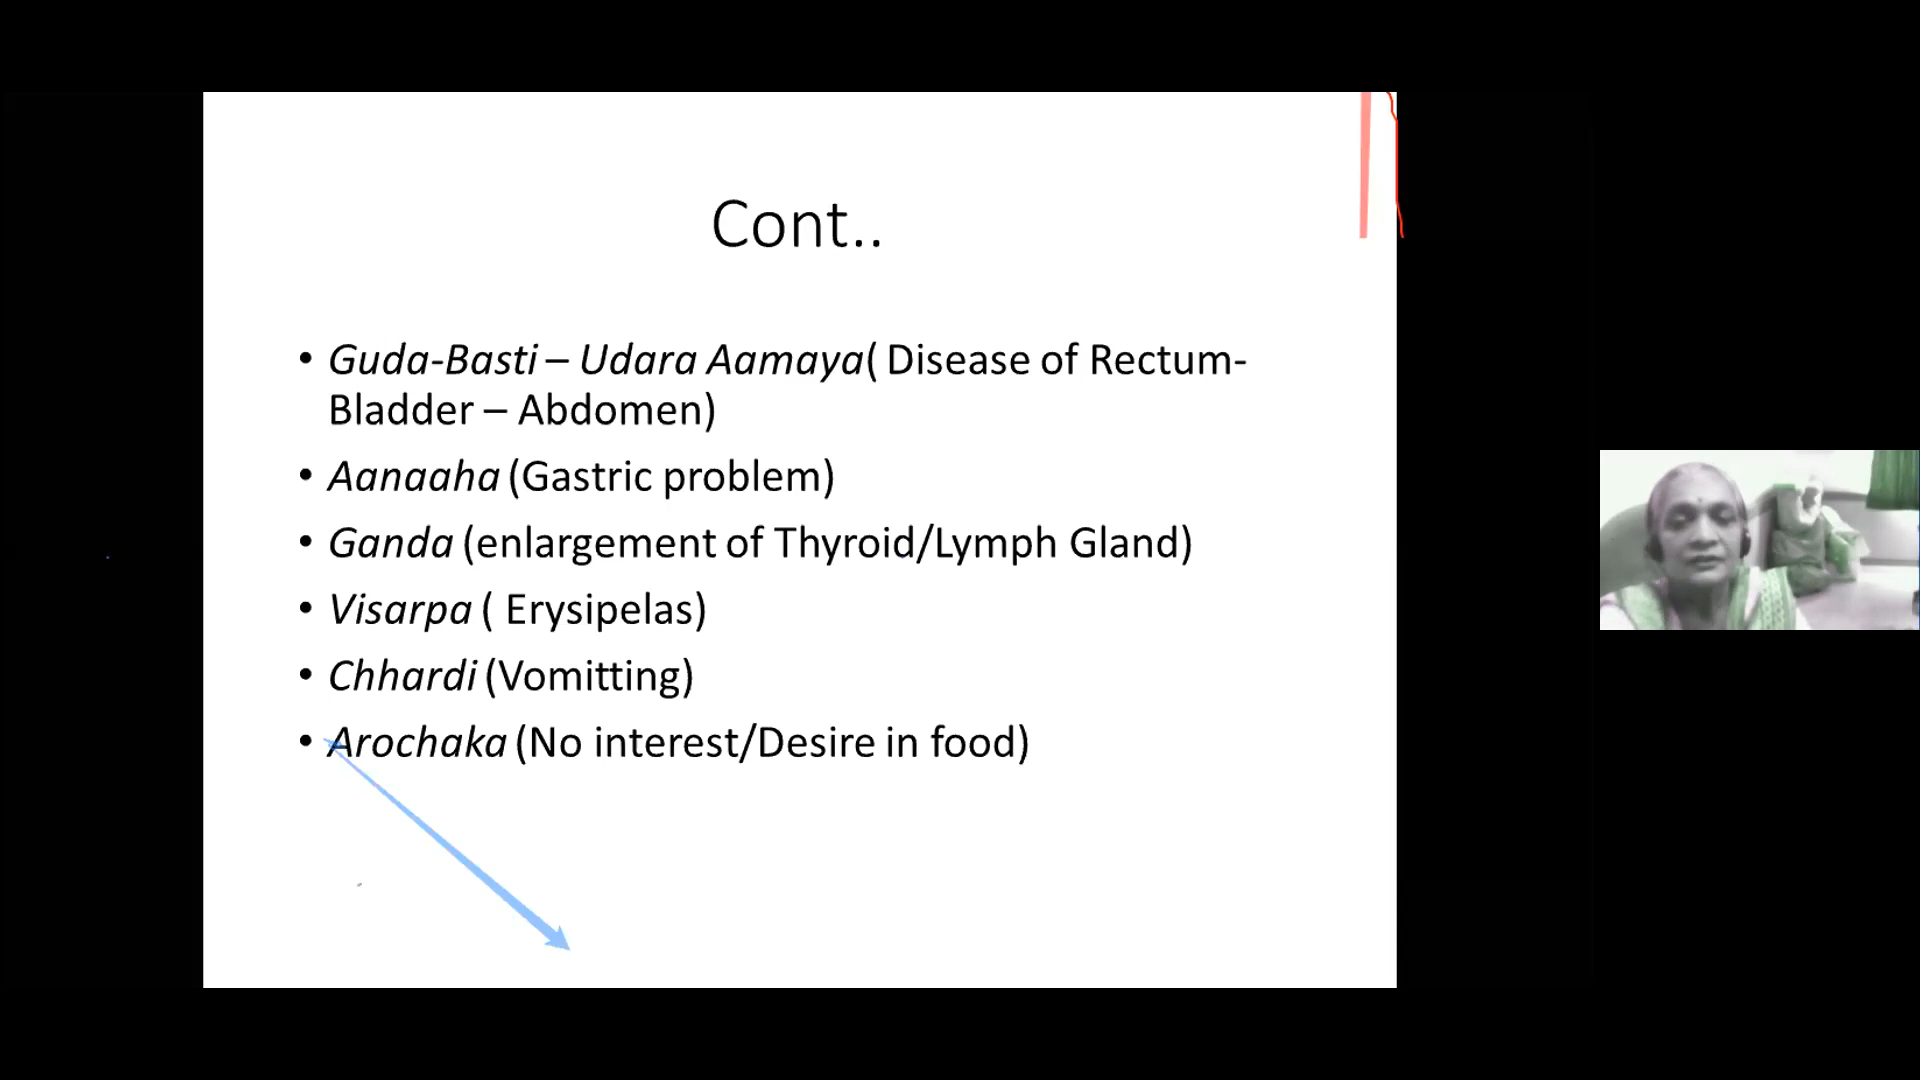 Cont..
• Guda-Basti – Udara Aamaya( Disease of Rectum-
Bladder – Abdomen)
• Aanaaha (Gastric problem)
• Ganda (enlargement of Thyroid/Lymph Gland)
• Visarpa ( Erysipelas)
• Chhardi (Vomitting)
• Arochaka (No interest/Desire in food)